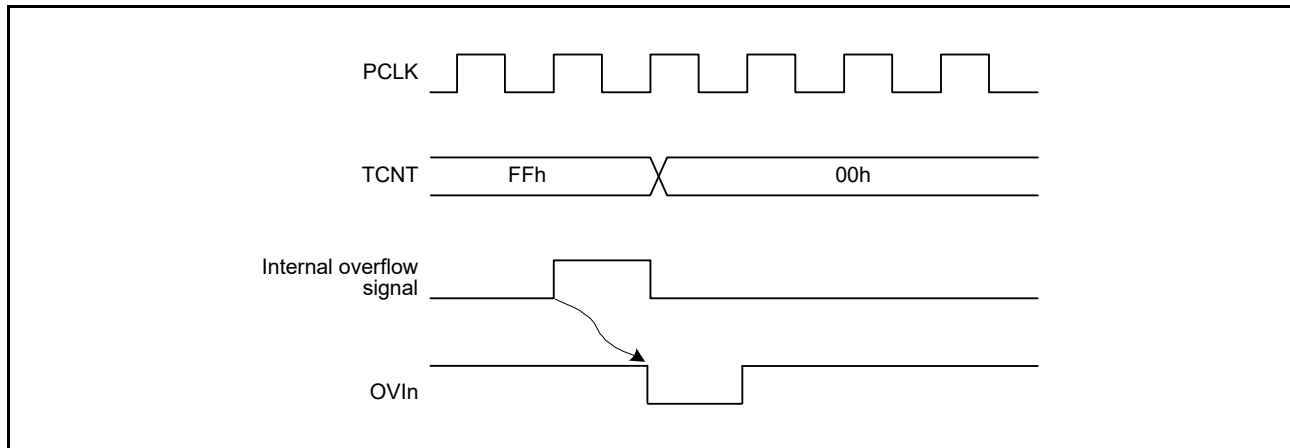 PCLK
TCNT
FFh
00h
Internal overflow
signal
OVIn